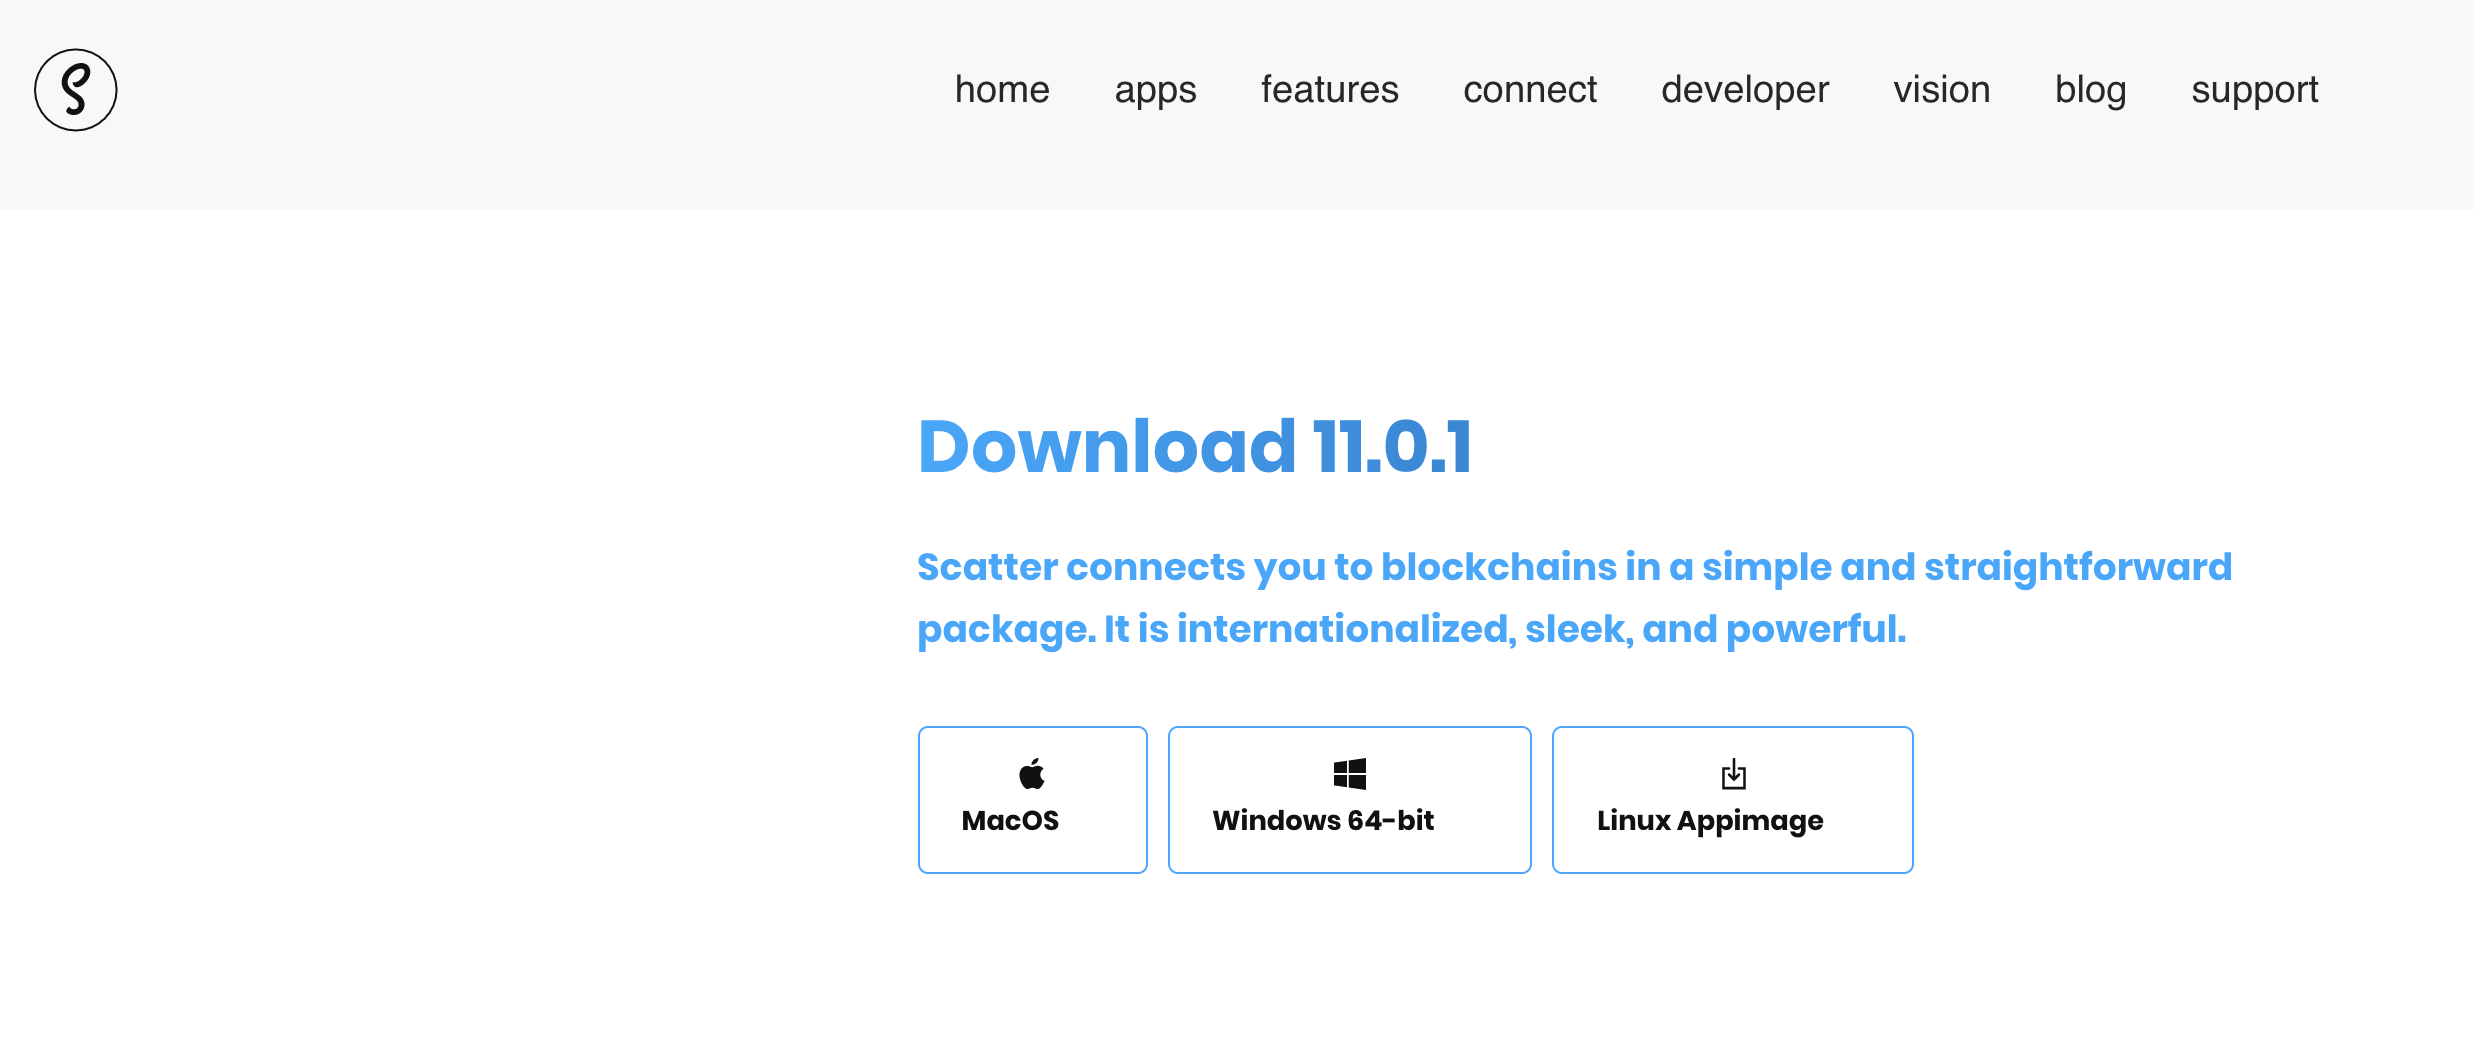 home apps features connect developer vision blog support
Download 11.0.1
Scatter connects you to blockchains in a simple and straightforward
package. It is internationalized, sleek, and powerful.
MacOS Windows 64-bit Linux Appimage